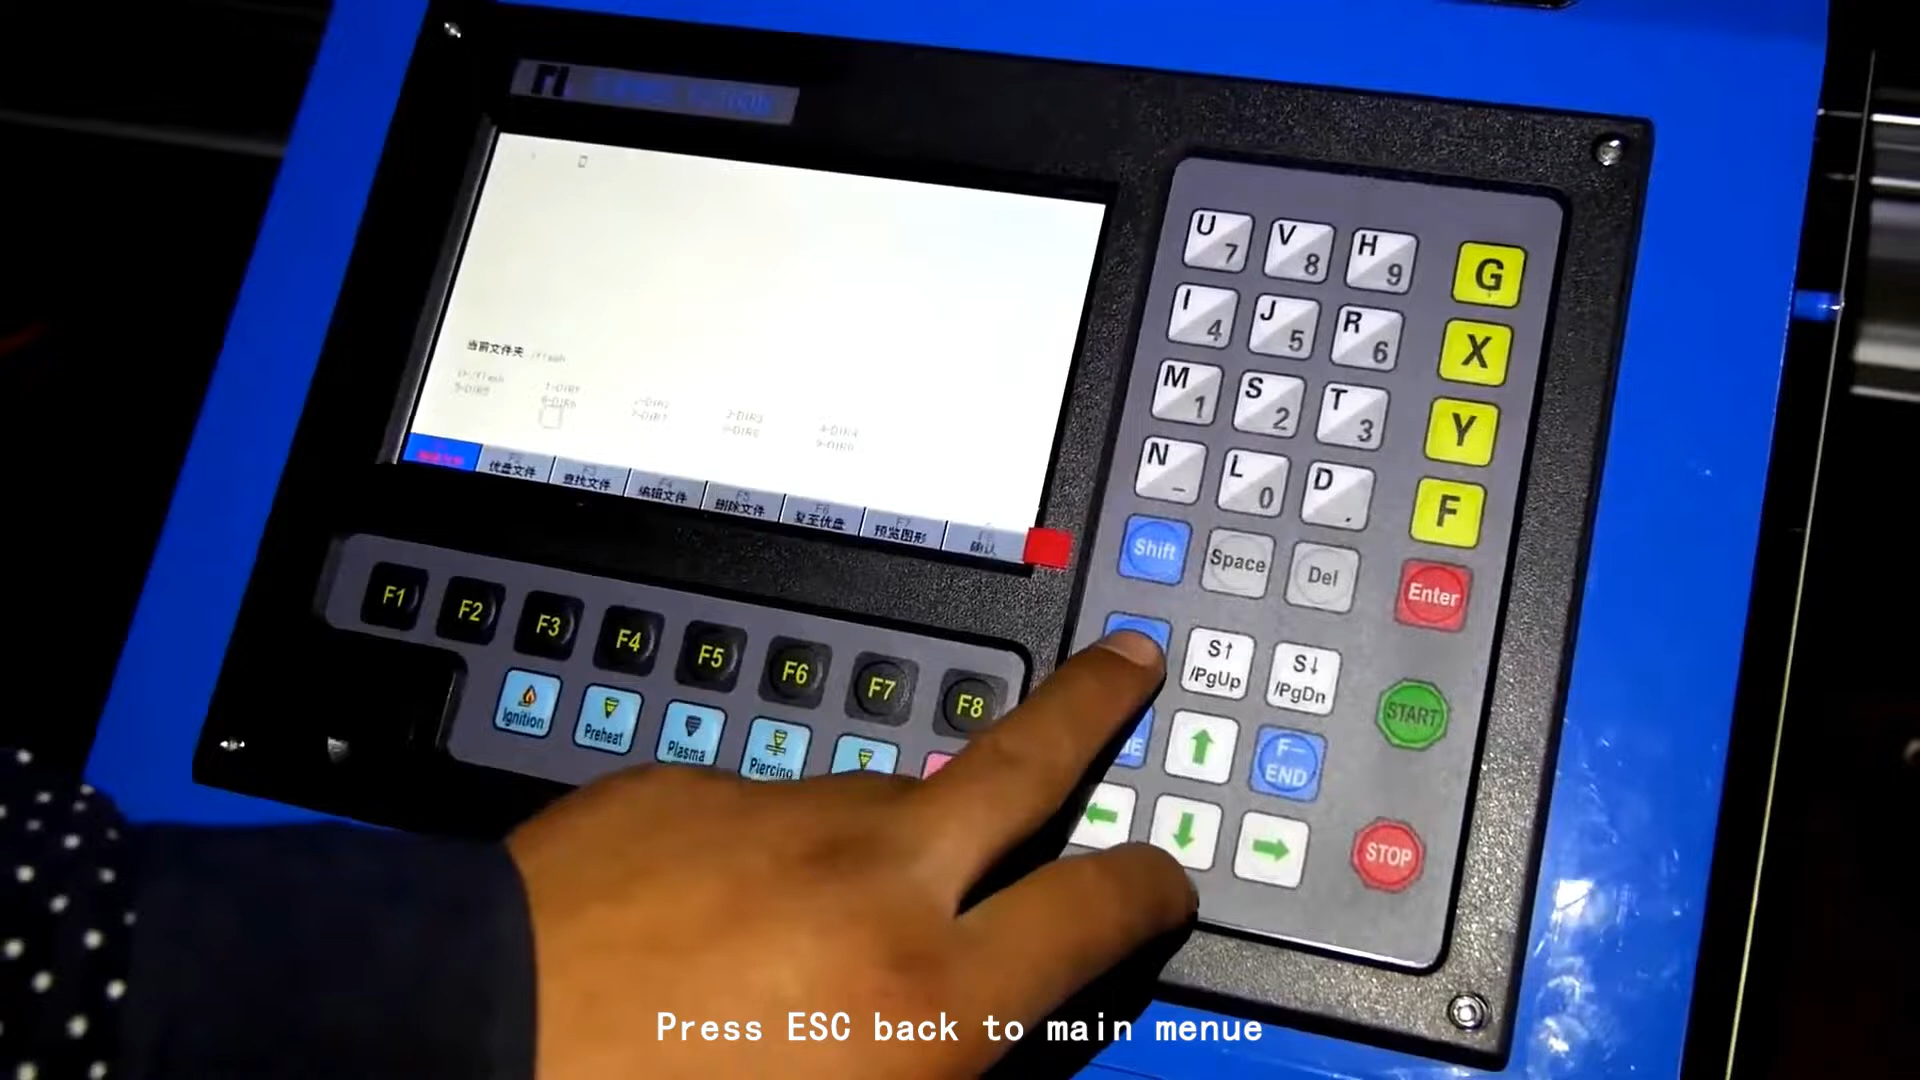 当前文件夹 /flash
优盘文件
查找文件
编辑文件
删除文件
复至优盘
预览图形
确认
U 7
V 8
H 9
G
I 4
J 5
R 6
X
M 1
S 2
T 3
Y
N _
L 0
D .
F
Shift
Space
Del
Enter
S↑ /PgUp
S↓ /PgDn
START
F- END
STOP
F1
F2
F3
F4
F5
F6
F7
F8
Ignition
Preheat
Plasma
Piercing
Press ESC back to main menue